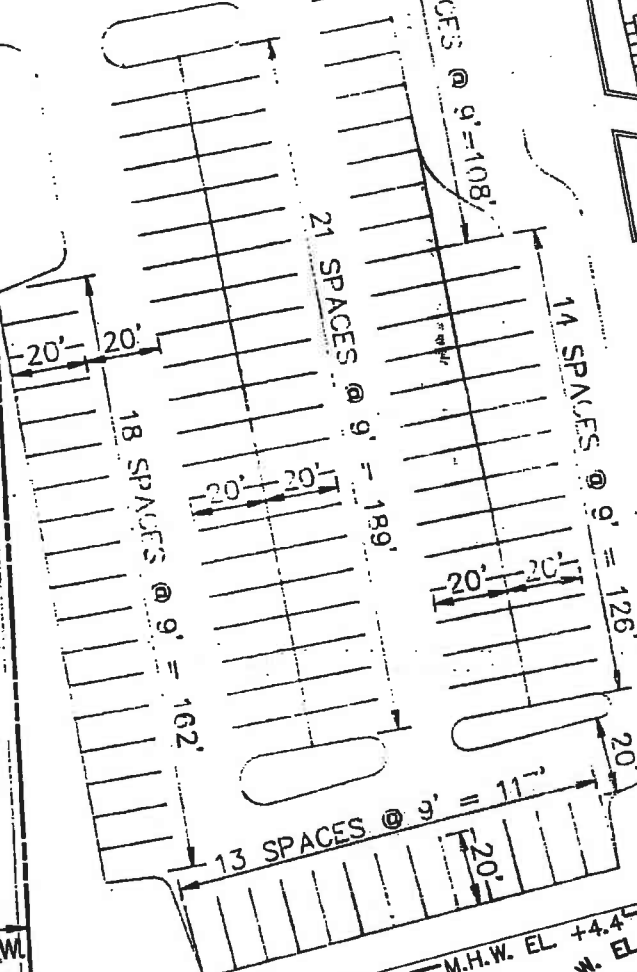 CES @ 9'=108'
21 SPACES @ 9' = 189'
14 SPACES @ 9' = 126'
20'
20'
18 SPACES @ 9' = 162'
20'
20'
20'
20'
20'
13 SPACES @ 9' =
20'
M.H.W. EL. +4.4
W. EL
W.